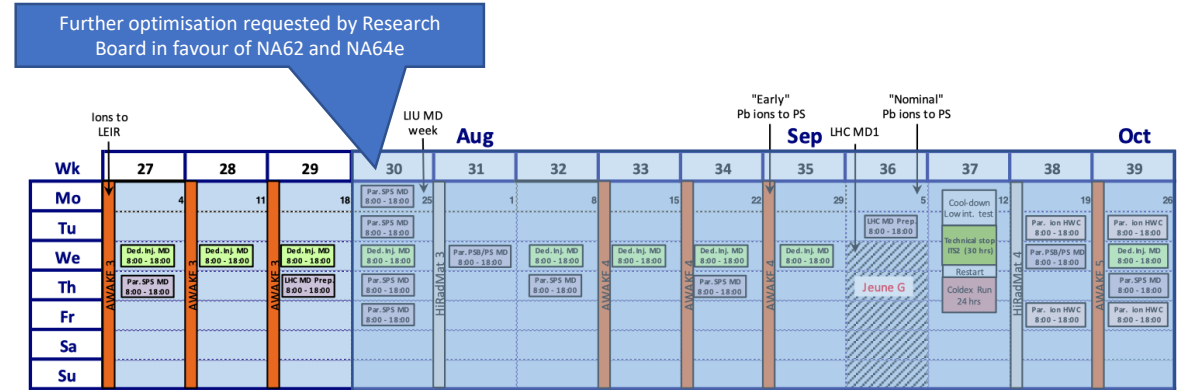 Further optimisation requested by Research
Board in favour of NA62 and NA64e
Ions to
LEIR
LIU MD
week
Aug
"Early"
Pb ions to PS
Sep
LHC MD1
"Nominal"
Pb ions to PS
Oct
Wk 27 28 29 30 31 32 33 34 35 36 37 38 39
Mo 4 11 18 25 1 8 15 22 29 5 12 19 26
Par.SPS MD
8:00 - 18:00
Cool-down
Low int. test
Tu
Par.SPS MD
8:00 - 18:00
LHC MD Prep.
8:00 - 18:00
Technical stop
ITS2 (30 hrs)
Par. ion HWC
8:00 - 18:00
Par. ion HWC
8:00 - 18:00
We
Ded. Inj. MD
8:00 - 18:00
Ded. Inj. MD
8:00 - 18:00
Ded. Inj. MD
8:00 - 18:00
Ded. Inj. MD
8:00 - 18:00
Par.PSB/PS MD
8:00 - 18:00
Ded. Inj. MD
8:00 - 18:00
Ded. Inj. MD
8:00 - 18:00
Ded. Inj. MD
8:00 - 18:00
Ded. Inj. MD
8:00 - 18:00
Par.PSB/PS MD
8:00 - 18:00
Ded. Inj. MD
8:00 - 18:00
Th
Par.SPS MD
8:00 - 18:00
LHC MD Prep.
8:00 - 18:00
Par.SPS MD
8:00 - 18:00
Par.SPS MD
8:00 - 18:00
Par.SPS MD
8:00 - 18:00
Jeune G
Restart
Coldex Run
24 hrs
Par.SPS MD
8:00 - 18:00
Fr
Par.SPS MD
8:00 - 18:00
Par. ion HWC
8:00 - 18:00
Par. ion HWC
8:00 - 18:00
Sa
Su
AWAKE 3
AWAKE 3
AWAKE 3
HiRadMat 3
AWAKE 4
AWAKE 4
AWAKE 4
HiRadMat 4
AWAKE 5